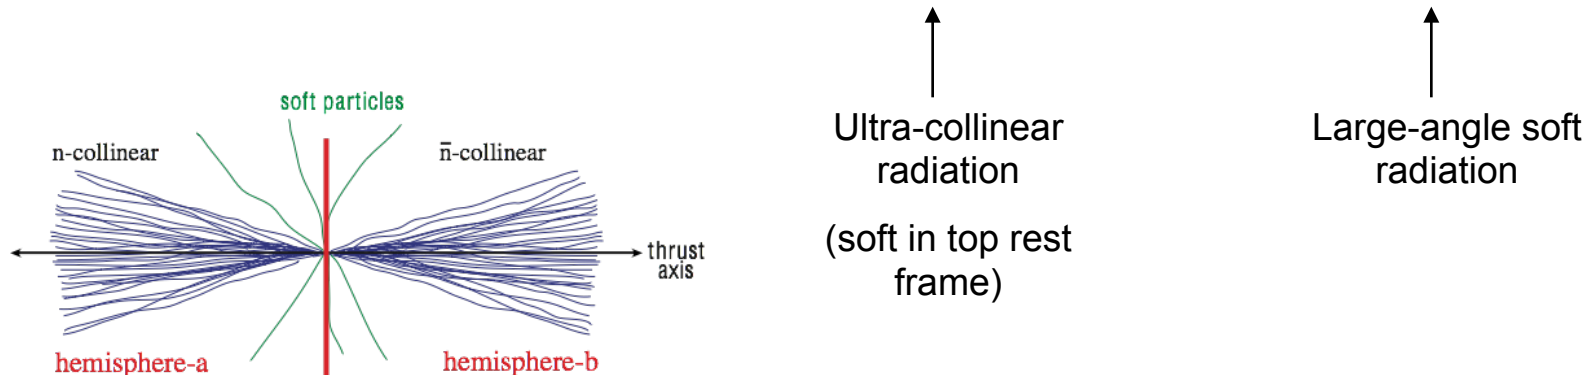 soft particles
n-collinear
n̄-collinear
thrust
axis
hemisphere-a
hemisphere-b
Ultra-collinear
radiation
(soft in top rest
frame)
Large-angle soft
radiation